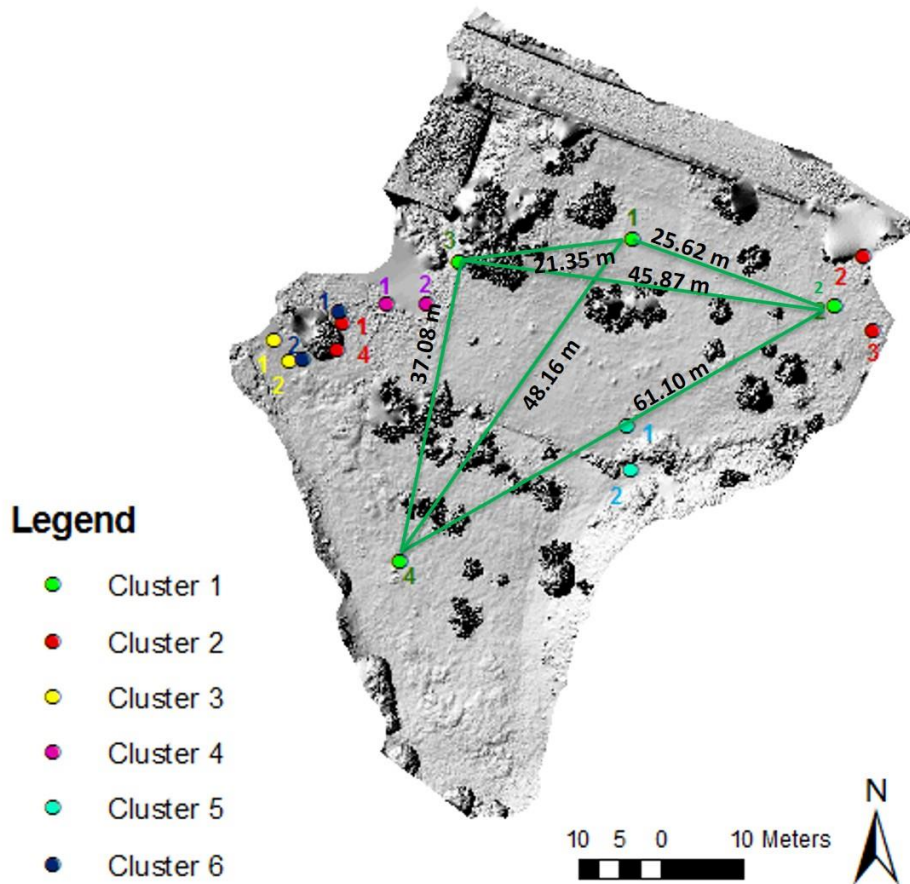 1
3
25.62 m
21.35 m
2
45.87 m
2
1
2
1
1
3
2
4
1
2
37.08 m
48.16 m
61.10 m
1
2
4
Legend
Cluster 1
Cluster 2
Cluster 3
Cluster 4
Cluster 5
Cluster 6
N
10 5 0 10 Meters